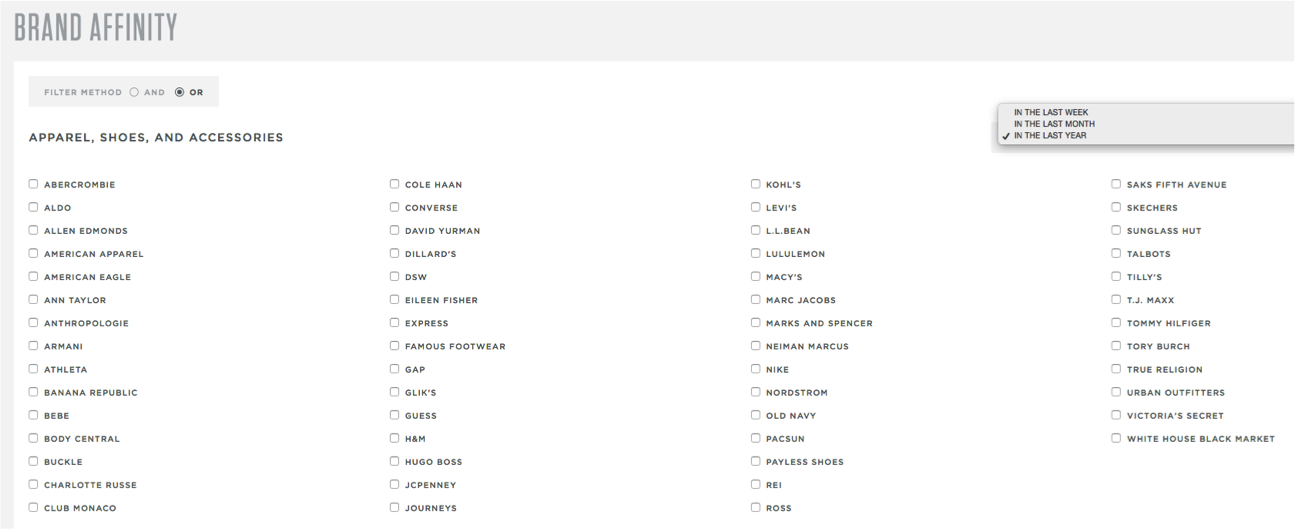 BRAND AFFINITY
FILTER METHOD AND OR
IN THE LAST WEEK
IN THE LAST MONTH
✓ IN THE LAST YEAR
APPAREL, SHOES, AND ACCESSORIES
ABERCROMBIE
ALDO
ALLEN EDMONDS
AMERICAN APPAREL
AMERICAN EAGLE
ANN TAYLOR
ANTHROPOLOGIE
ARMANI
ATHLETA
BANANA REPUBLIC
BEBE
BODY CENTRAL
BUCKLE
CHARLOTTE RUSSE
CLUB MONACO
COLE HAAN
CONVERSE
DAVID YURMAN
DILLARD'S
DSW
EILEEN FISHER
EXPRESS
FAMOUS FOOTWEAR
GAP
GLIK'S
GUESS
H&M
HUGO BOSS
JCPENNEY
JOURNEYS
KOHL'S
LEVI'S
L.L.BEAN
LULULEMON
MACY'S
MARC JACOBS
MARKS AND SPENCER
NEIMAN MARCUS
NIKE
NORDSTROM
OLD NAVY
PACSUN
PAYLESS SHOES
REI
ROSS
SAKS FIFTH AVENUE
SKECHERS
SUNGLASS HUT
TALBOTS
TILLY'S
T.J. MAXX
TOMMY HILFIGER
TORY BURCH
TRUE RELIGION
URBAN OUTFITTERS
VICTORIA'S SECRET
WHITE HOUSE BLACK MARKET